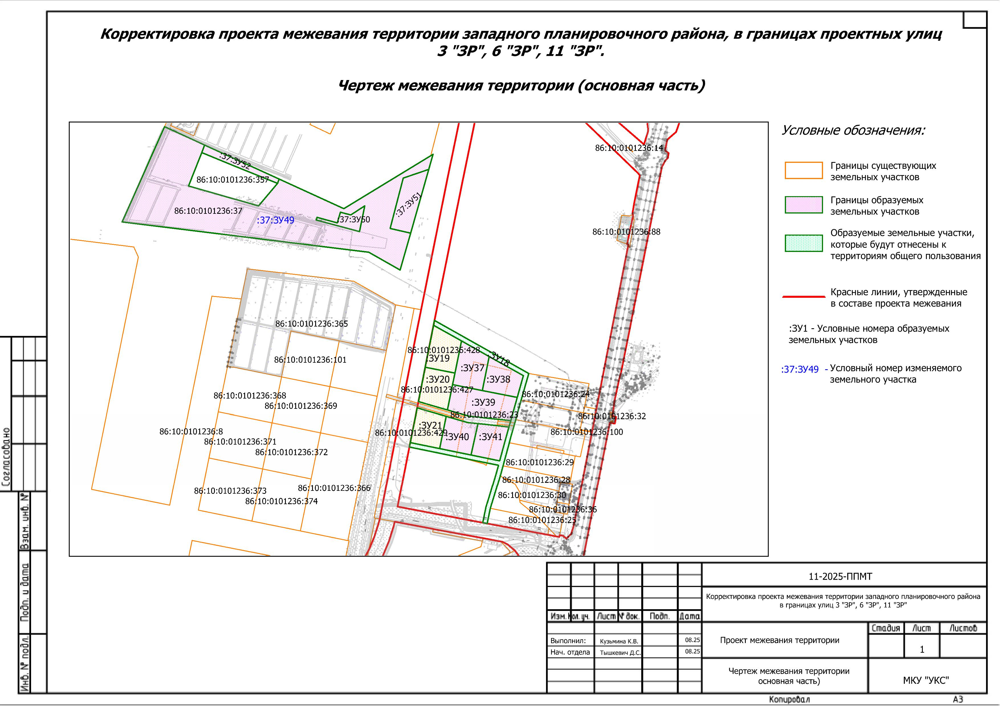 Корректировка проекта межевания территории западного планировочного района, в границах проектных улиц
3 "ЗР", 6 "ЗР", 11 "ЗР".
Чертеж межевания территории (основная часть)
Условные обозначения:
Границы существующих
земельных участков
Границы образуемых
земельных участков
Образуемые земельные участки,
которые будут отнесены к
территориям общего пользования
Красные линии, утвержденные
в составе проекта межевания
:ЗУ1 - Условные номера образуемых
земельных участков
:37:ЗУ49 - Условный номер изменяемого
земельного участка
86:10:0101236:14
:37:ЗУ52
86:10:0101236:357
:37:ЗУ51
86:10:0101236:37
:37:ЗУ49
:37:ЗУ50
86:10:0101236:88
86:10:0101236:365
86:10:0101236:428
:ЗУ19
:ЗУ18
86:10:0101236:101
:ЗУ37
:ЗУ20
:ЗУ38
86:10:0101236:427
86:10:0101236:24
86:10:0101236:368
:ЗУ39
86:10:0101236:369
86:10:0101236:23
86:10:0101236:32
:ЗУ21
86:10:0101236:8
86:10:0101236:429
86:10:0101236:100
:ЗУ40
:ЗУ41
86:10:0101236:371
86:10:0101236:372
86:10:0101236:29
86:10:0101236:28
86:10:0101236:366
86:10:0101236:373
86:10:0101236:30
86:10:0101236:374
86:10:0101236:36
86:10:0101236:25
Согласовано
Взам. инв. №
Подп. и дата
Инв. № подл.
11-2025-ППМТ
Корректировка проекта межевания территории западного планировочного района
в границах улиц 3 "ЗР", 6 "ЗР", 11 "ЗР"
Изм. Кол. уч. Лист № док. Подп. Дата
Стадия Лист Листов
Выполнил: Кузьмина К.В. 08.25
Проект межевания территории
1
Нач. отдела Тышкевич Д.С. 08.25
Чертеж межевания территории
основная часть)
МКУ "УКС"
Копировал А3